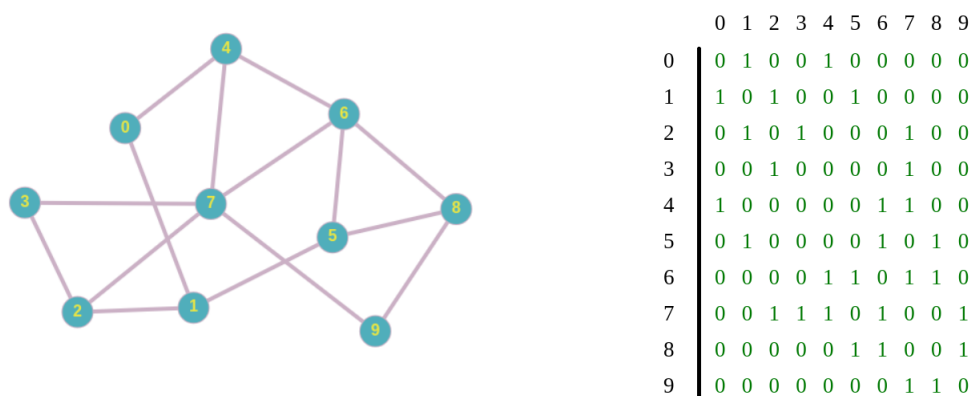 4
0
6
3
7
8
5
2
1
9
0 1 2 3 4 5 6 7 8 9
0 0 1 0 0 1 0 0 0 0 0
1 1 0 1 0 0 1 0 0 0 0
2 0 1 0 1 0 0 0 1 0 0
3 0 0 1 0 0 0 0 1 0 0
4 1 0 0 0 0 0 1 1 0 0
5 0 1 0 0 0 0 1 0 1 0
6 0 0 0 0 1 1 0 1 1 0
7 0 0 1 1 1 0 1 0 0 1
8 0 0 0 0 0 1 1 0 0 1
9 0 0 0 0 0 0 0 1 1 0